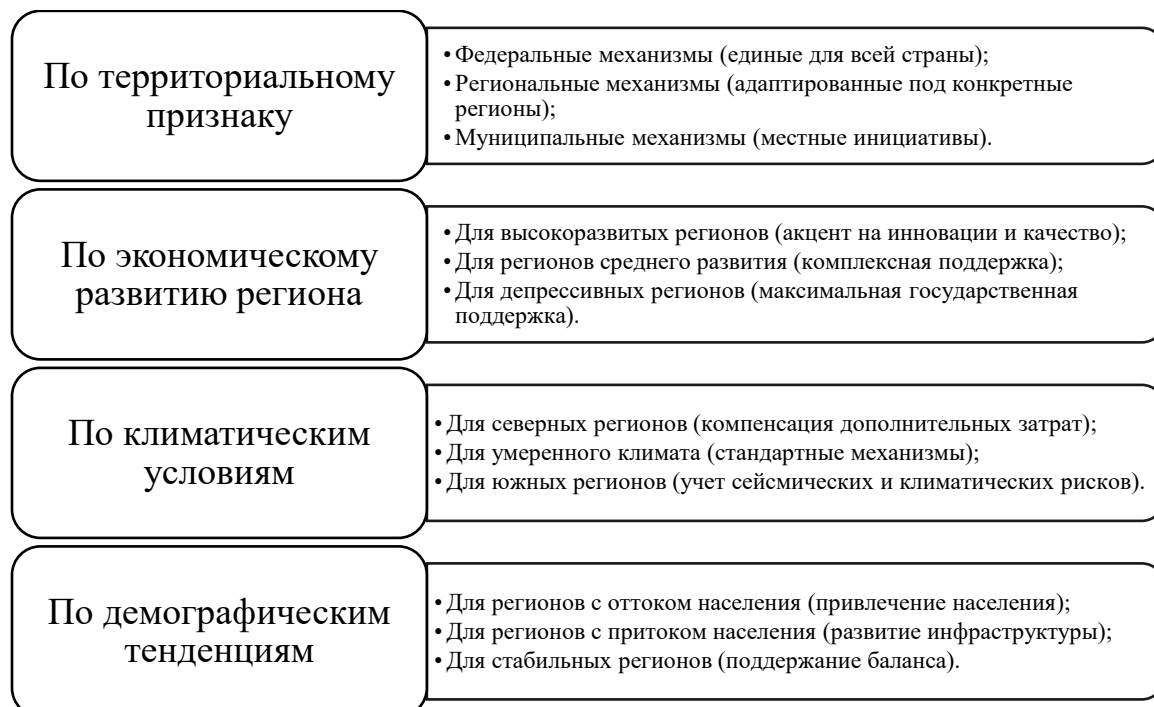 По территориальному
признаку
• Федеральные механизмы (единые для всей страны);
• Региональные механизмы (адаптированные под конкретные
регионы);
• Муниципальные механизмы (местные инициативы).
По экономическому
развитию региона
• Для высокоразвитых регионов (акцент на инновации и качество);
• Для регионов среднего развития (комплексная поддержка);
• Для депрессивных регионов (максимальная государственная
поддержка).
По климатическим
условиям
• Для северных регионов (компенсация дополнительных затрат);
• Для умеренного климата (стандартные механизмы);
• Для южных регионов (учет сейсмических и климатических рисков).
По демографическим
тенденциям
• Для регионов с оттоком населения (привлечение населения);
• Для регионов с притоком населения (развитие инфраструктуры);
• Для стабильных регионов (поддержание баланса).